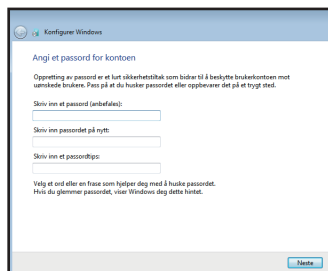 Konfigurer Windows
Angi et passord for kontoen
Oppretting av passord er et lurt sikkerhetstiltak som bidrar til å beskytte brukerkontoen mot
uønskede brukere. Pass på at du husker passordet eller oppbevarer det på et trygt sted.
Skriv inn et passord (anbefales):
Skriv inn passordet på nytt:
Skriv inn et passordtips:
Velg et ord eller en frase som hjelper deg med å huske passordet.
Hvis du glemmer passordet, viser Windows deg dette hintet.
Neste